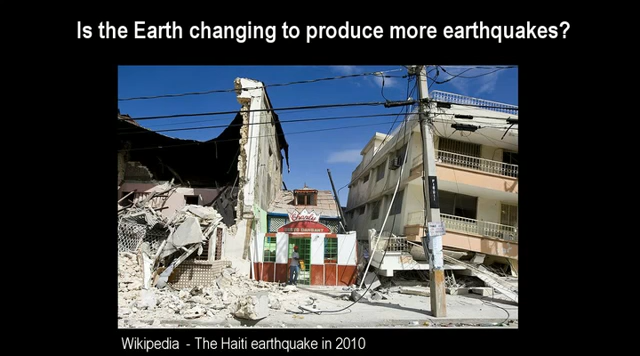 Is the Earth changing to produce more earthquakes?
Wikipedia - The Haiti earthquake in 2010